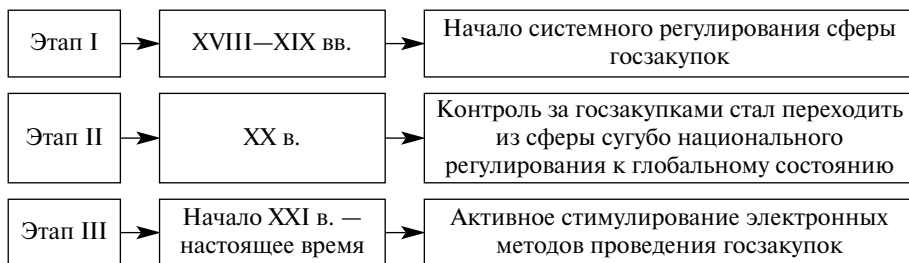 Этап I
XVIII—XIX вв.
Начало системного регулирования сферы
госзакупок
Этап II
XX в.
Контроль за госзакупками стал переходить
из сферы сугубо национального
регулирования к глобальному состоянию
Этап III
Начало XXI в. —
настоящее время
Активное стимулирование электронных
методов проведения госзакупок